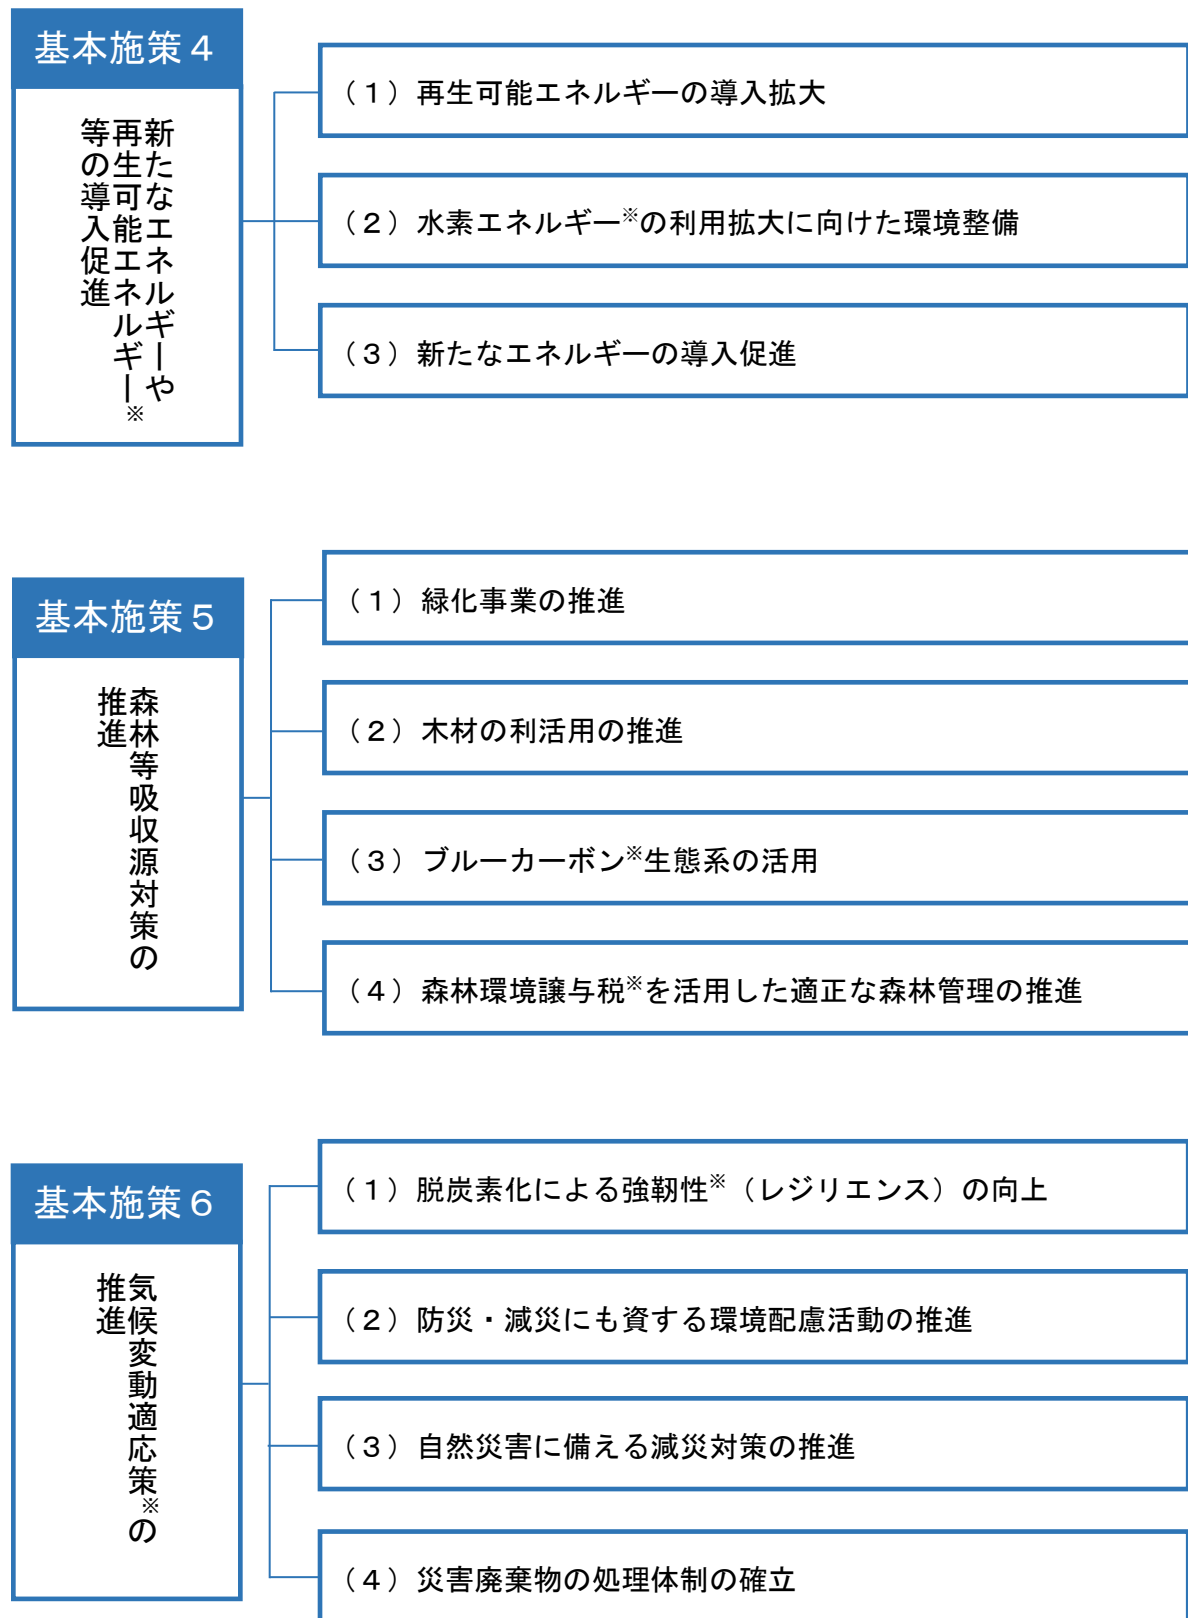 基本施策４
新たなエネルギーや
再生可能エネルギー※
等の導入促進
（１）再生可能エネルギーの導入拡大
（２）水素エネルギー※の利用拡大に向けた環境整備
（３）新たなエネルギーの導入促進
基本施策５
森林等吸収源対策の
推進
（１）緑化事業の推進
（２）木材の利活用の推進
（３）ブルーカーボン※生態系の活用
（４）森林環境譲与税※を活用した適正な森林管理の推進
基本施策６
気候変動適応策※の
推進
（１）脱炭素化による強靭性※（レジリエンス）の向上
（２）防災・減災にも資する環境配慮活動の推進
（３）自然災害に備える減災対策の推進
（４）災害廃棄物の処理体制の確立